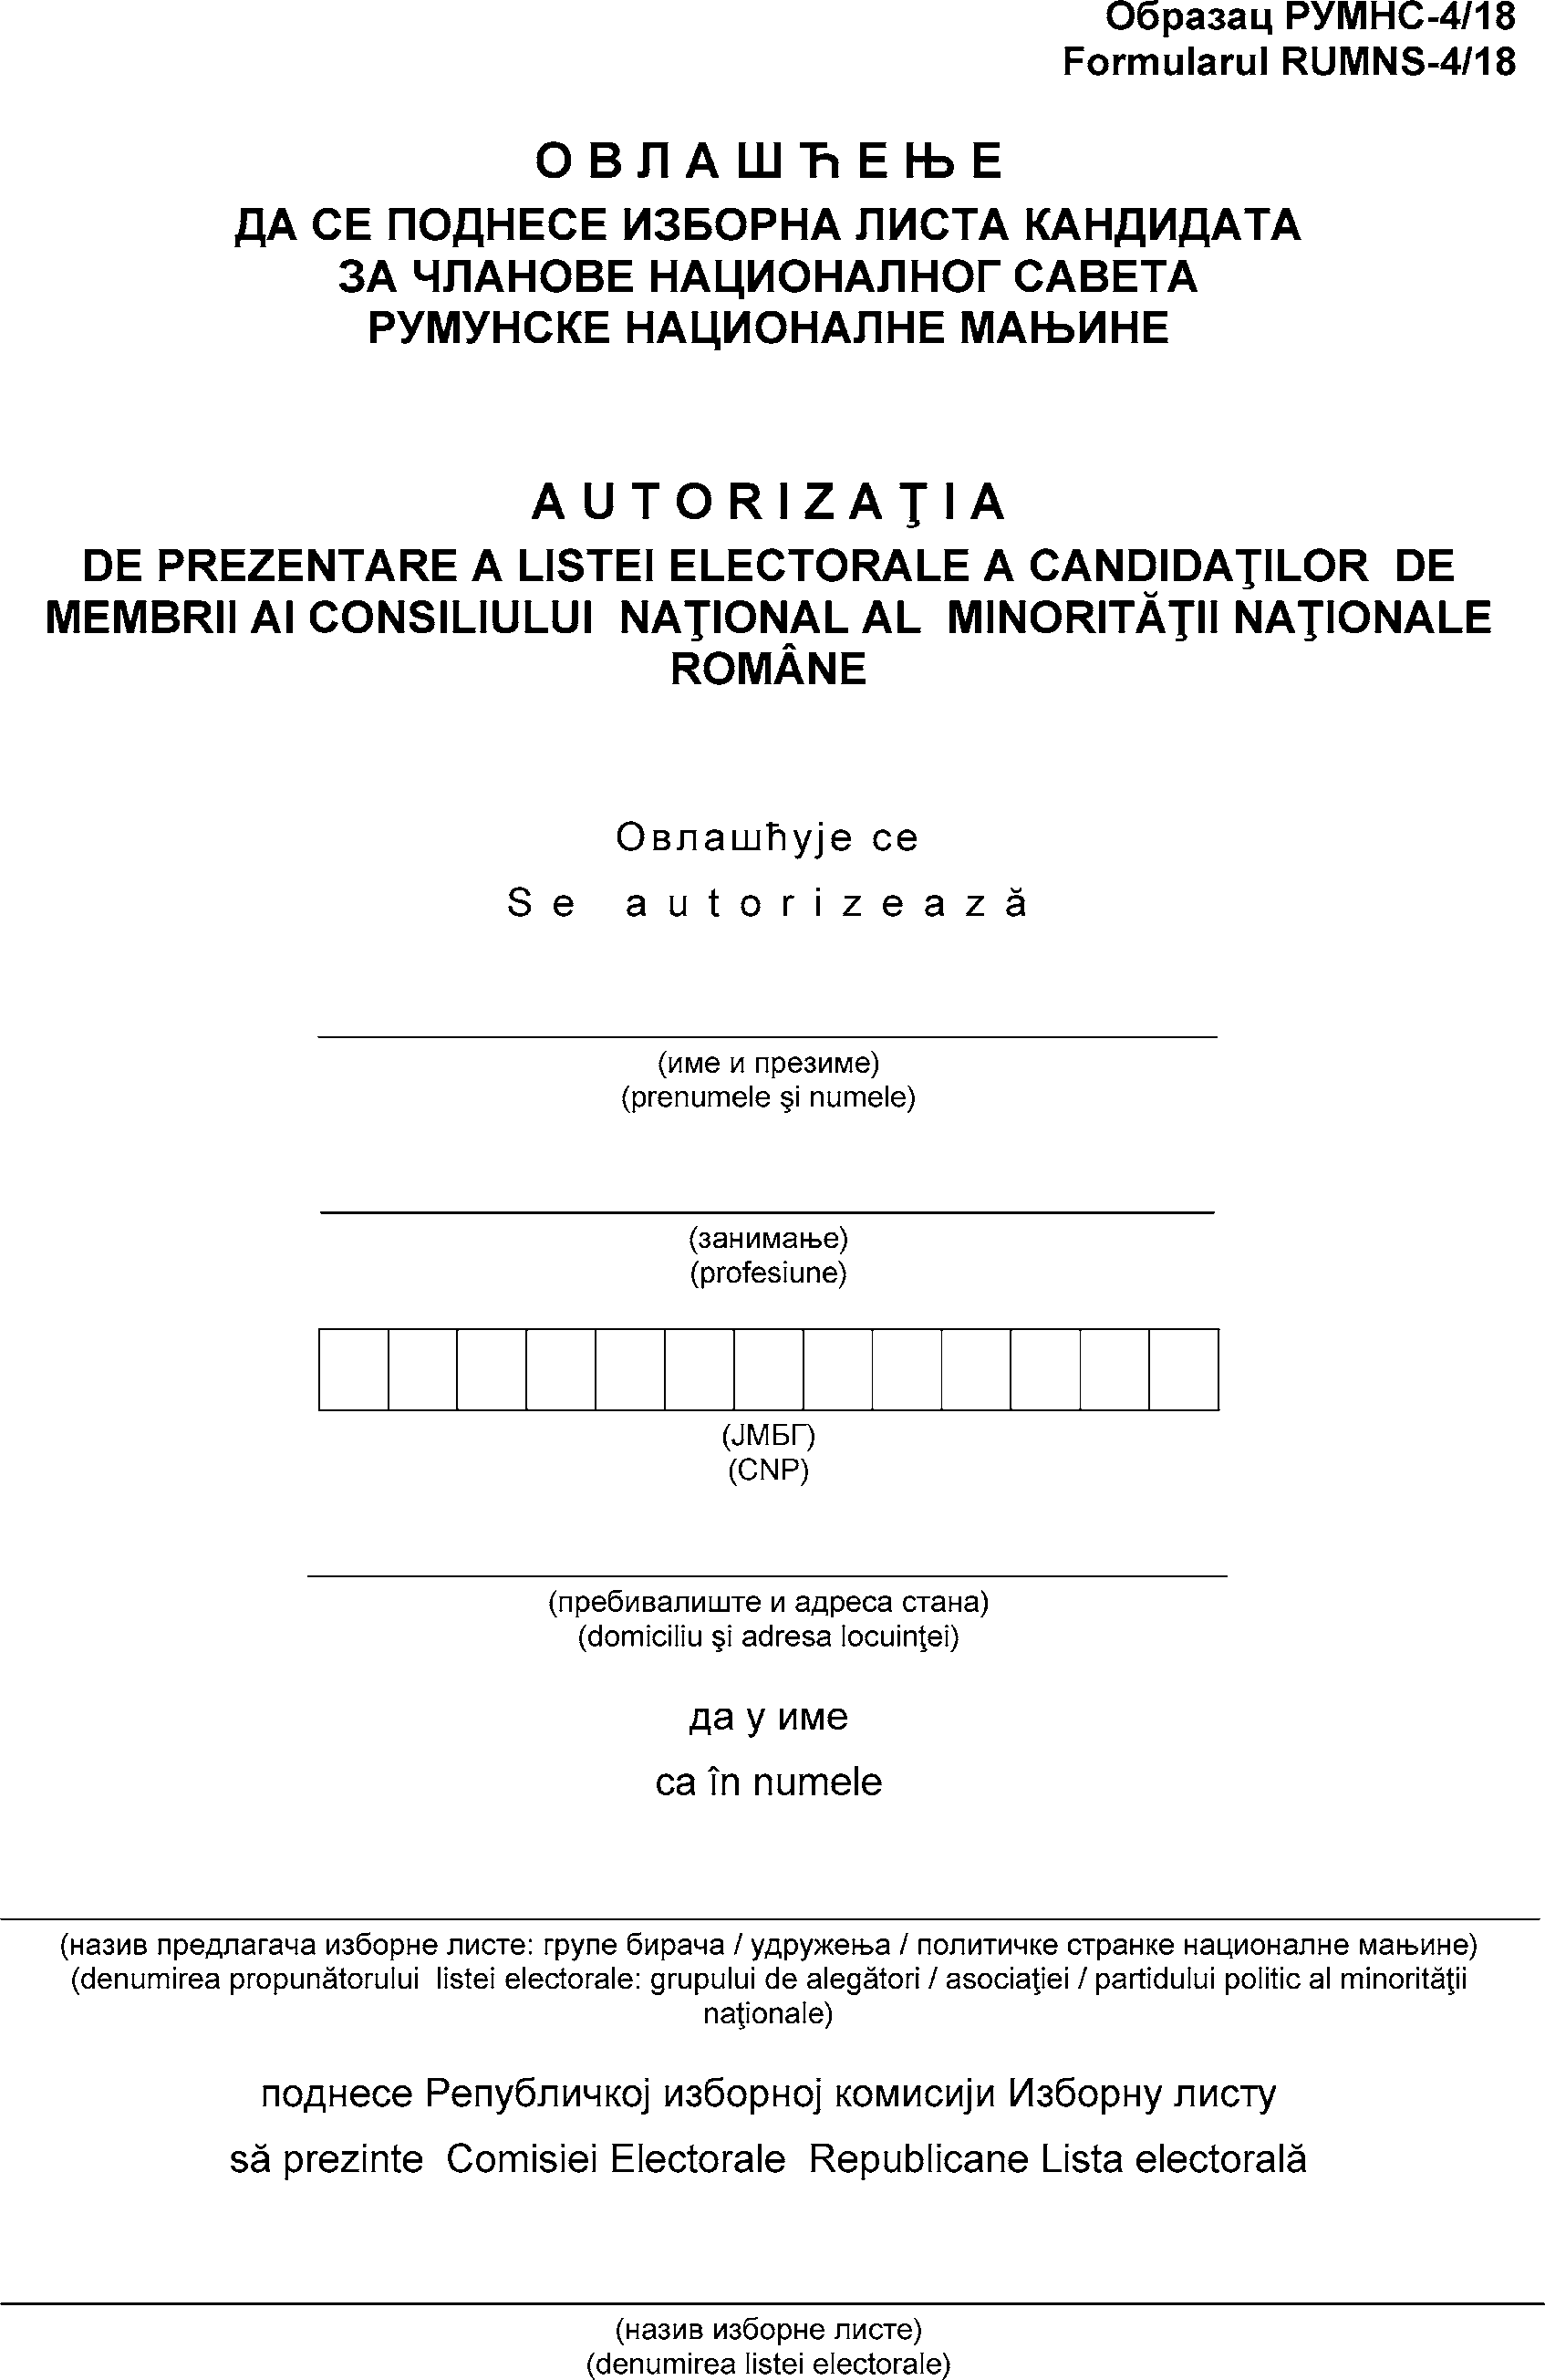 Образац РУМНС-4/18
Formularul RUMNS-4/18
О В Л А Ш Ћ Е Њ Е
ДА СЕ ПОДНЕСЕ ИЗБОРНА ЛИСТА КАНДИДАТА
ЗА ЧЛАНОВЕ НАЦИОНАЛНОГ САВЕТА
РУМУНСКЕ НАЦИОНАЛНЕ МАЊИНЕ
A U T O R I Z A Ţ I A
DE PREZENTARE A LISTEI ELECTORALE A CANDIDAŢILOR DE
MEMBRII AI CONSILIULUI NAŢIONAL AL MINORITĂŢII NAŢIONALE
ROMÂNE
Овлашћује се
S e a u t o r i z e a z ă
(име и презиме)
(prenumele şi numele)
(занимање)
(profesiune)
(ЈМБГ)
(CNP)
(пребивалиште и адреса стана)
(domiciliu şi adresa locuinţei)
да у име
ca în numele
(назив предлагача изборне листе: групе бирача / удружења / политичке странке националне мањине)
(denumirea propunătorului listei electorale: grupului de alegători / asociaţiei / partidului politic al minorităţii
naţionale)
поднесе Републичкој изборној комисији Изборну листу
să prezinte Comisiei Electorale Republicane Lista electorală
(назив изборне листе)
(denumirea listei electorale)